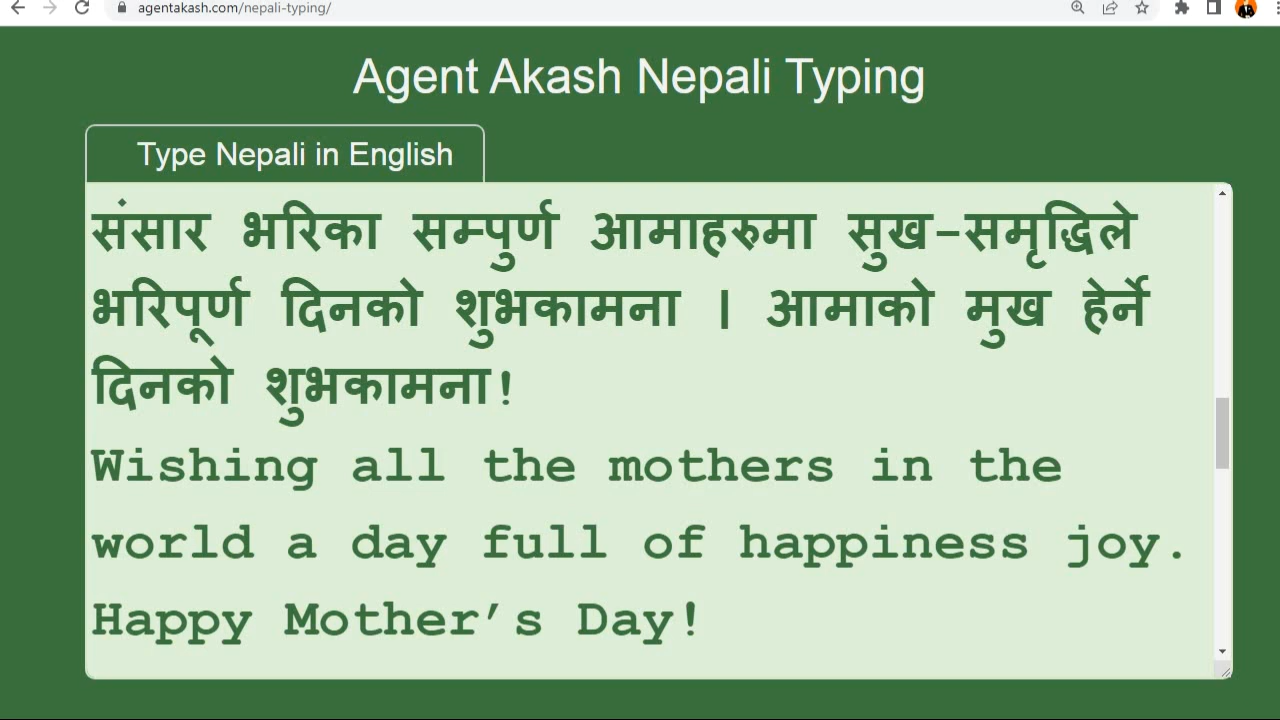 agentakash.com/nepali-typing/
Agent Akash Nepali Typing
Type Nepali in English
संसार भरिका सम्पुर्ण आमाहरुमा सुख-समृद्धिले
भरिपूर्ण दिनको शुभकामना | आमाको मुख हेर्ने
दिनको शुभकामना!
Wishing all the mothers in the
world a day full of happiness joy.
Happy Mother’s Day!